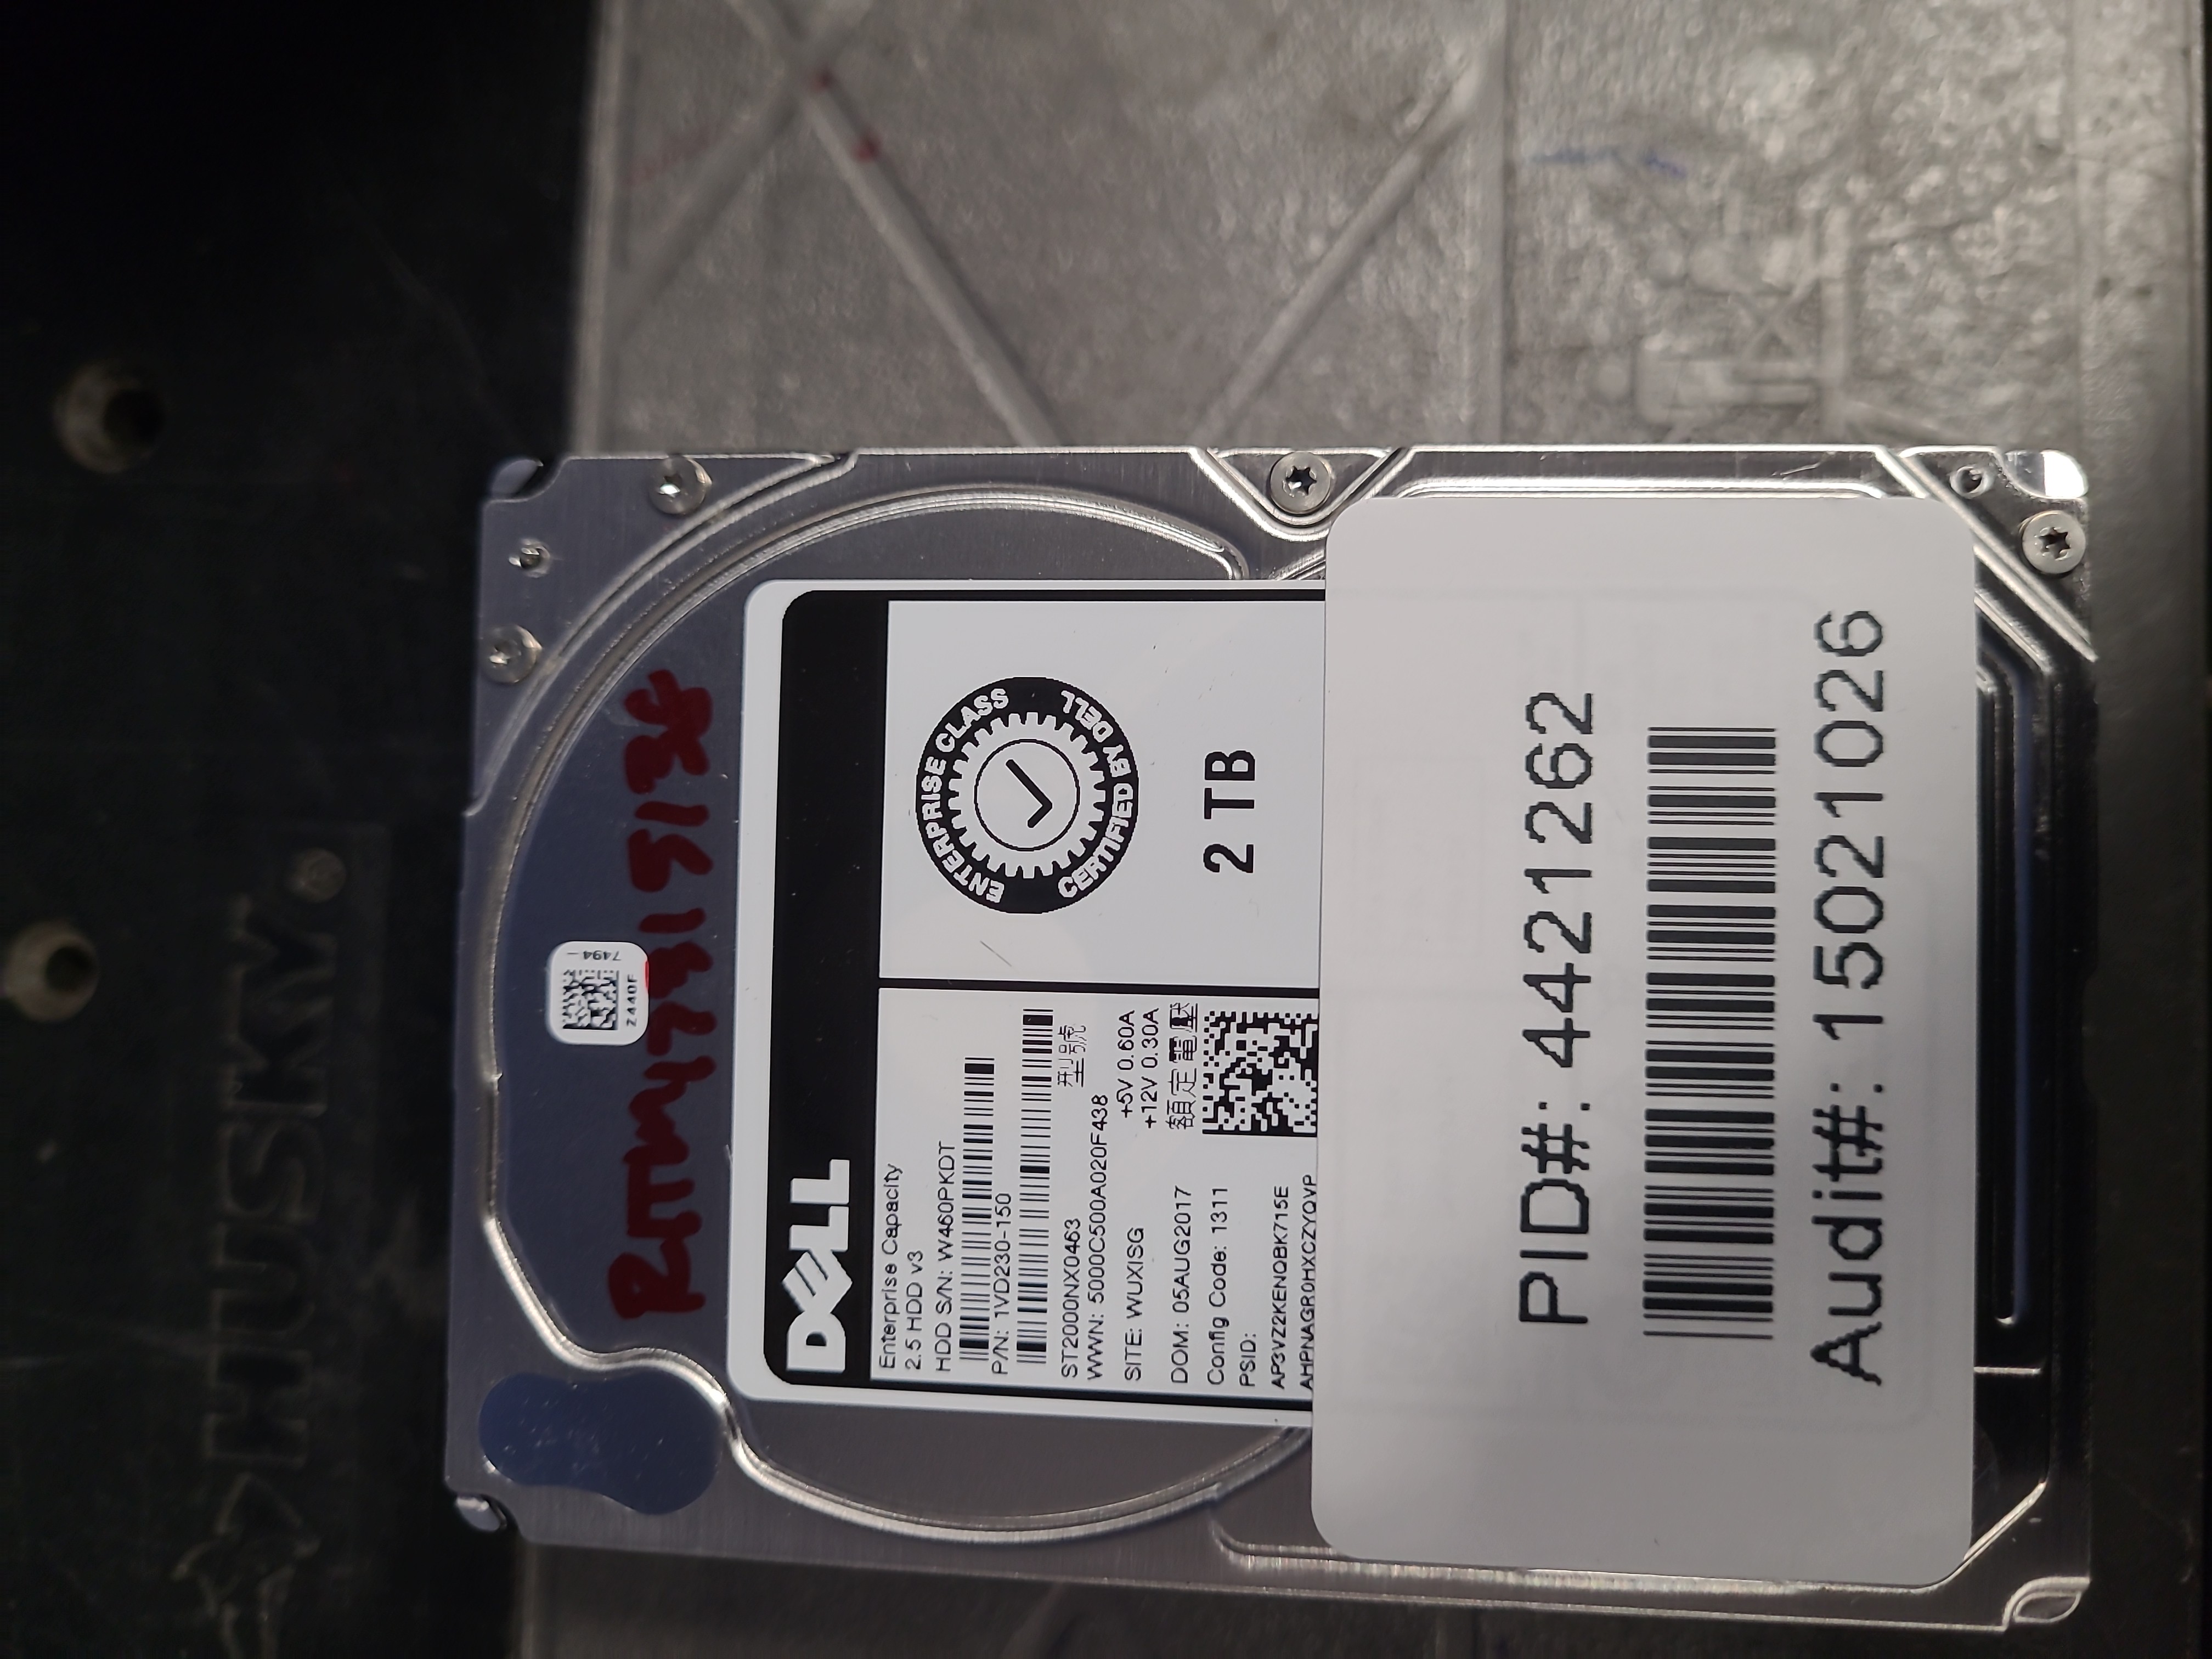 HUSKY
7494-
Z440F
RITM47315138
DELL
Enterprise Capacity
2.5 HDD v3
HDD S/N: W460PKDT
P/N: 1VD230-150
ST2000NX0463 型號
WWN: 5000C500A020F438
+5V 0.60A
SITE: WUXISG
+12V 0.30A
DOM: 05AUG2017 額定電壓
Config Code: 1311
PSID:
AP3VZ2KENQBK715E
AHPNAGR0HXCZYQVP
ENTERPRISE CLASS
CERTIFIED BY DELL
2 TB
PID#: 4421262
Audit#: 15021026